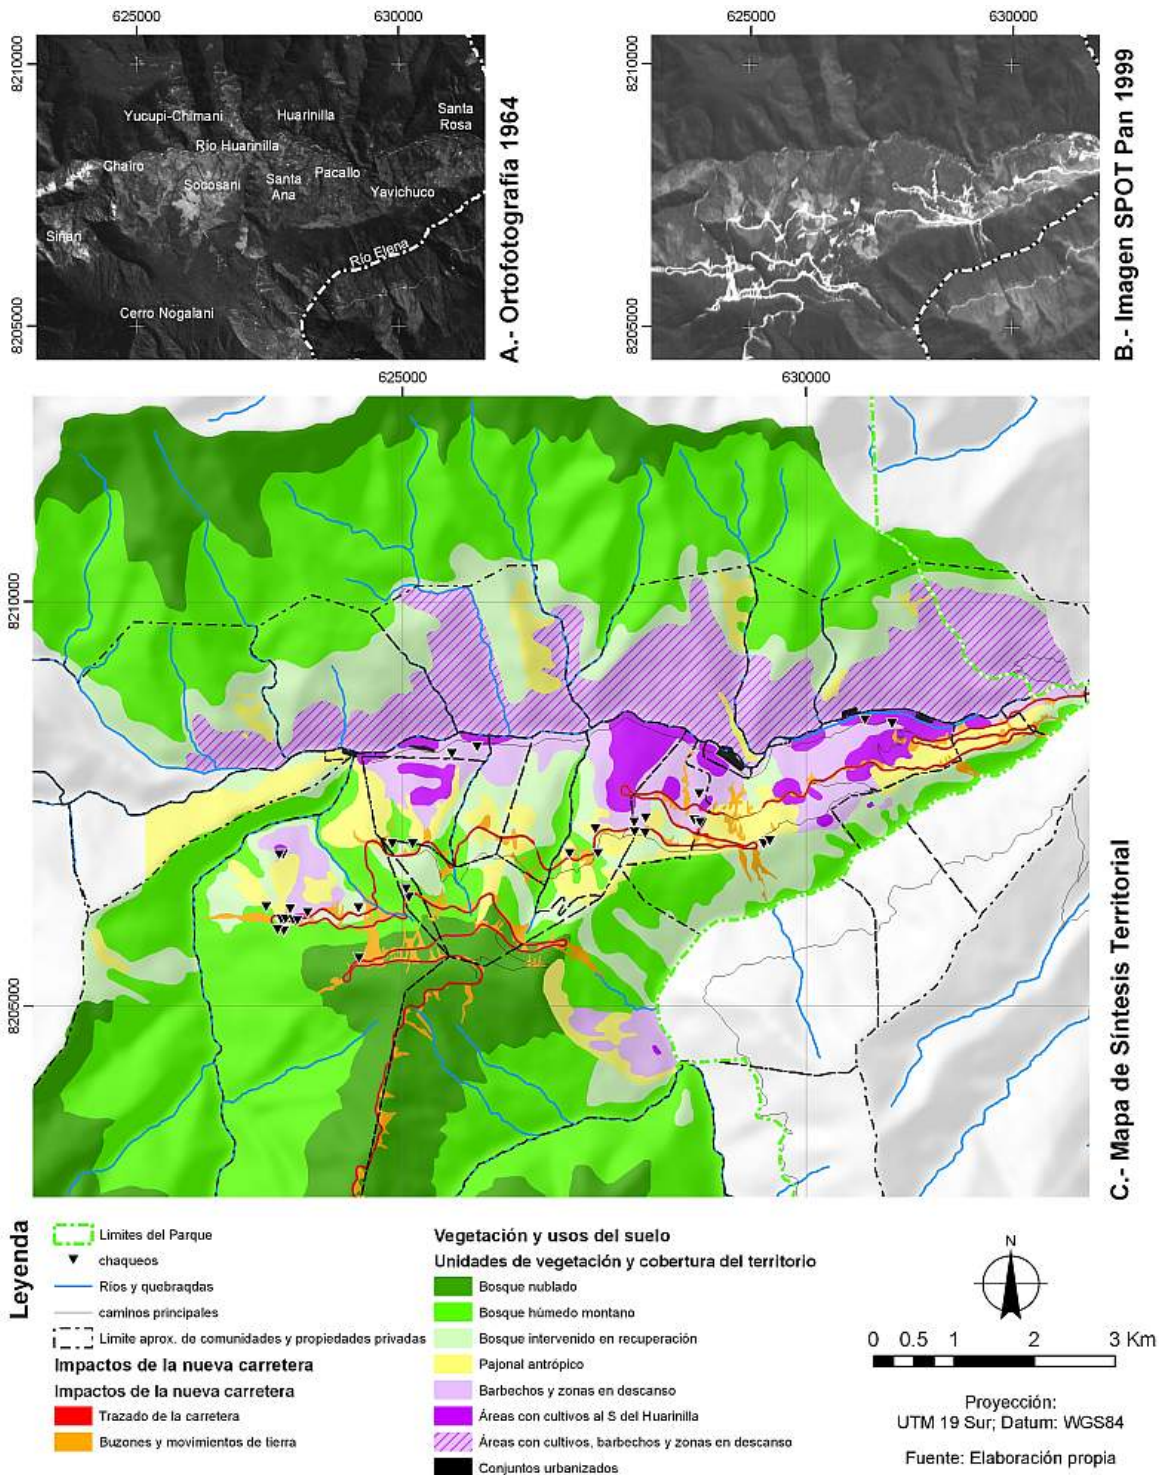 625000
630000
625000
630000
8210000
8205000
Yucupi-Chimani
Huarinilla
Santa
Rosa
Río Huarinilla
Chairo
Pacallo
Socosani
Santa
Ana
Yavichuco
Siñari
Río Elena
Cerro Nogalani
A.- Ortofotografía 1964
8210000
8205000
B.- Imagen SPOT Pan 1999
625000
630000
8210000
8205000
C.- Mapa de Síntesis Territorial
Leyenda
Limites del Parque
chaqueos
Ríos y quebraqdas
caminos principales
Limite aprox. de comunidades y propiedades privadas
Impactos de la nueva carretera
Impactos de la nueva carretera
Trazado de la carretera
Buzones y movimientos de tierra
Vegetación y usos del suelo
Unidades de vegetación y cobertura del territorio
Bosque nublado
Bosque húmedo montano
Bosque intervenido en recuperación
Pajonal antrópico
Barbechos y zonas en descanso
Áreas con cultivos al S del Huarinilla
Áreas con cultivos, barbechos y zonas en descanso
Conjuntos urbanizados
N
0 0.5 1 2 3 Km
Proyección:
UTM 19 Sur; Datum: WGS84
Fuente: Elaboración propia